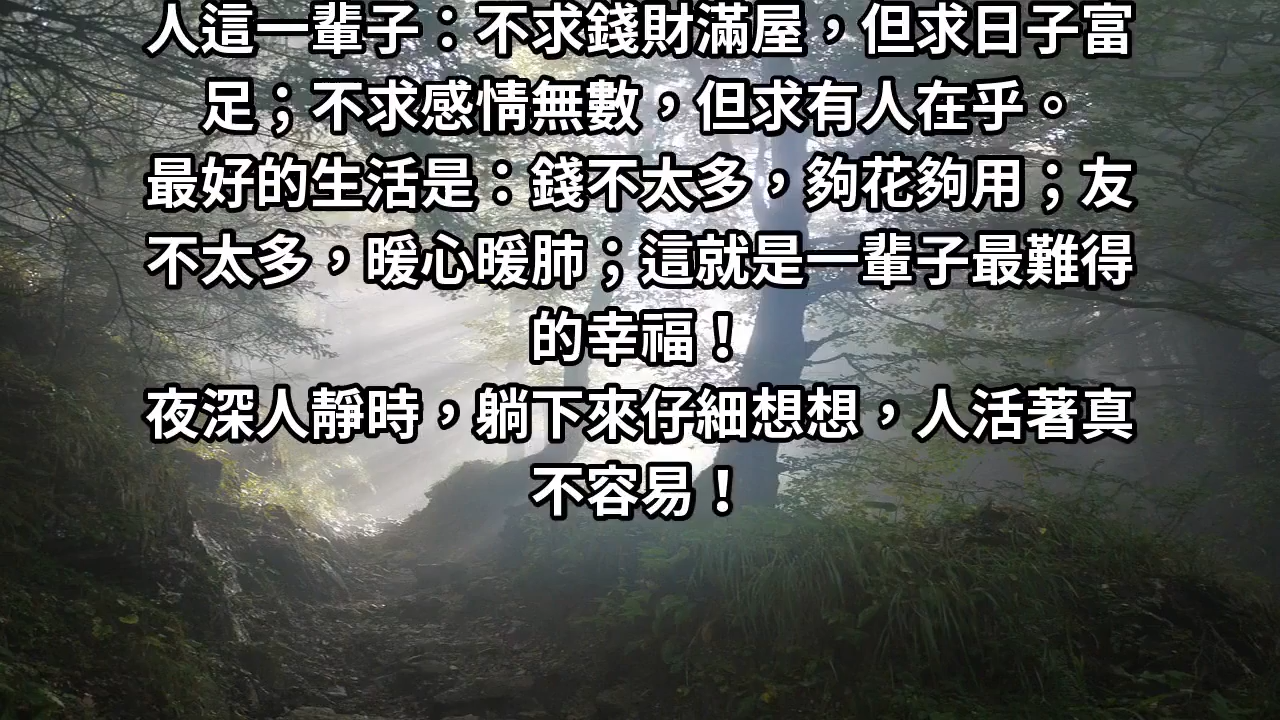 人這一輩子：不求錢財滿屋，但求日子富
足；不求感情無數，但求有人在乎。
最好的生活是：錢不太多，夠花夠用；友
不太多，暖心暖肺；這就是一輩子最難得
的幸福！
夜深人靜時，躺下來仔細想想，人活著真
不容易！